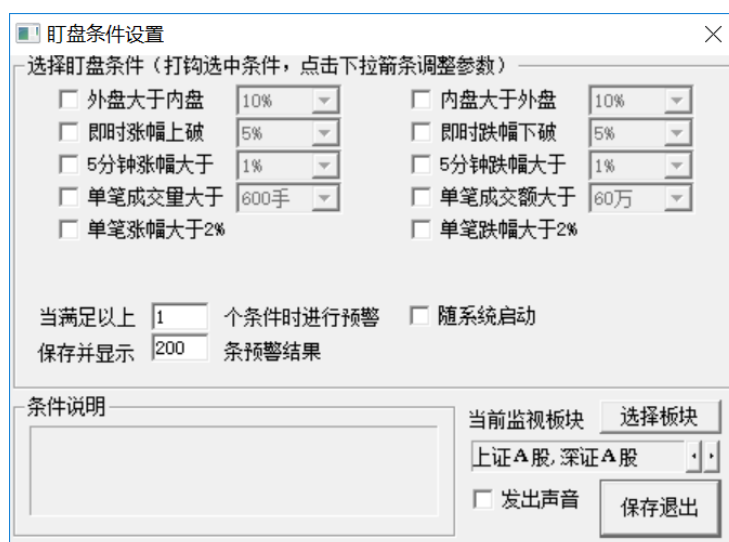 盯盘条件设置
选择盯盘条件（打钩选中条件，点击下拉箭条调整参数）
外盘大于内盘 10% 内盘大于外盘 10%
即时涨幅上破 5% 即时跌幅下破 5%
5分钟涨幅大于 1% 5分钟跌幅大于 1%
单笔成交量大于 600手 单笔成交额大于 60万
单笔涨幅大于2% 单笔跌幅大于2%
当满足以上 1 个条件时进行预警 随系统启动
保存并显示 200 条预警结果
条件说明
当前监视板块 选择板块
上证A股,深证A股
发出声音 保存退出